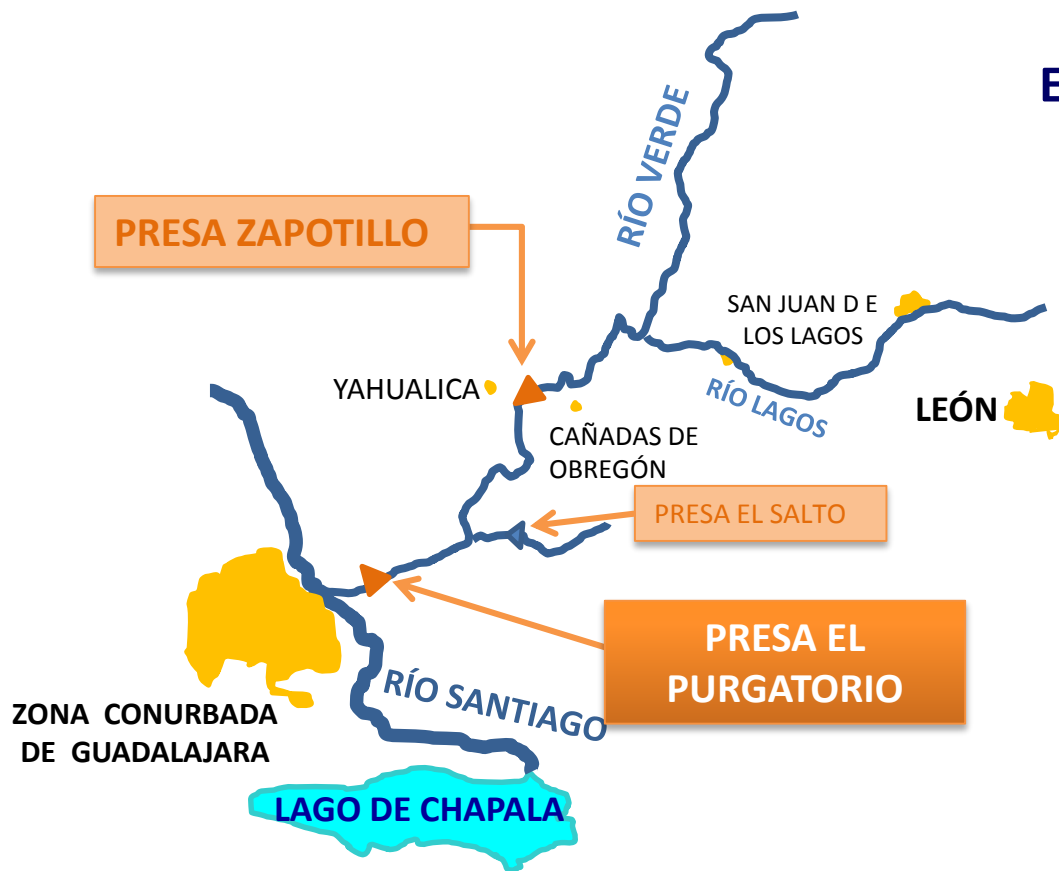 E
RÍO VERDE
PRESA ZAPOTILLO
SAN JUAN D E
LOS LAGOS
YAHUALICA
RÍO LAGOS
LEÓN
CAÑADAS DE
OBREGÓN
PRESA EL SALTO
PRESA EL
PURGATORIO
RÍO SANTIAGO
ZONA CONURBADA
DE GUADALAJARA
LAGO DE CHAPALA